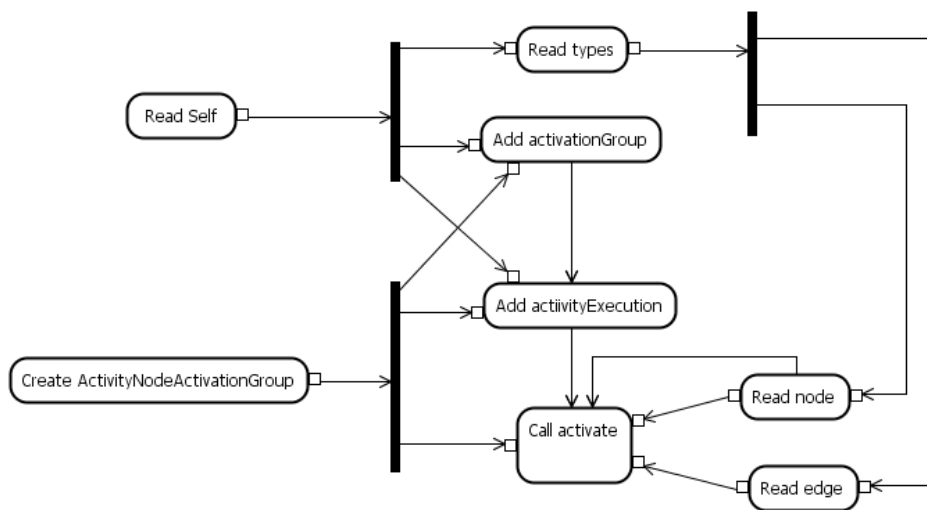 Read types
Read Self
Add activationGroup
Add actiivityExecution
Create ActivityNodeActivationGroup
Read node
Call activate
Read edge